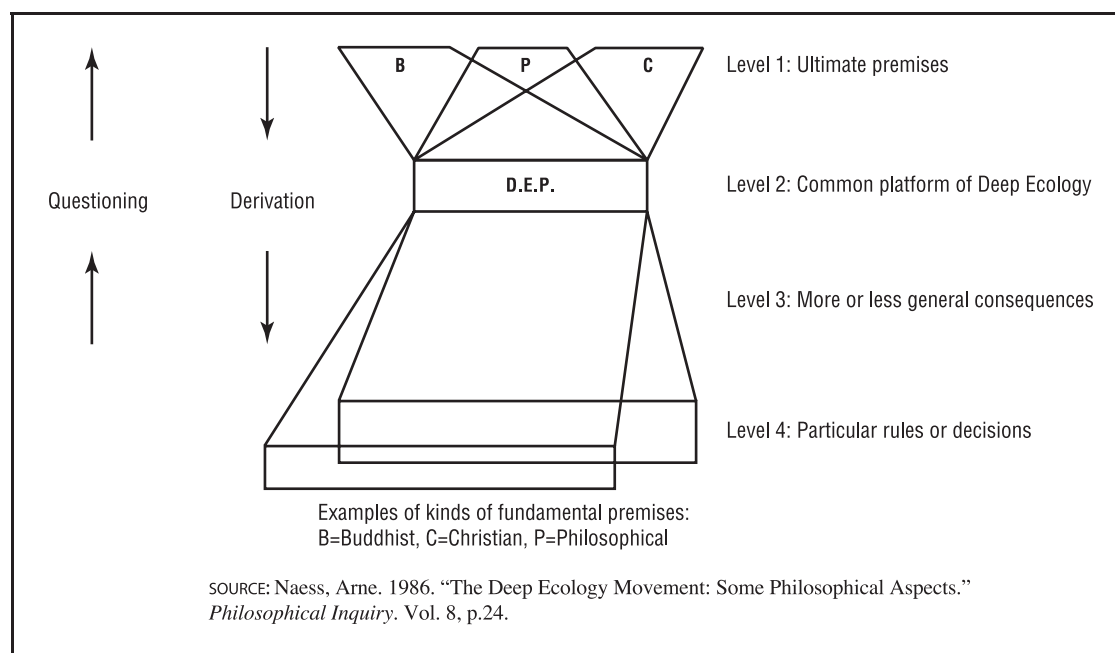 B
P
C
Level 1: Ultimate premises
D.E.P.
Level 2: Common platform of Deep Ecology
Questioning
Derivation
Level 3: More or less general consequences
Level 4: Particular rules or decisions
Examples of kinds of fundamental premises:
B=Buddhist, C=Christian, P=Philosophical
SOURCE: Naess, Arne. 1986. “The Deep Ecology Movement: Some Philosophical Aspects.”
Philosophical Inquiry. Vol. 8, p.24.